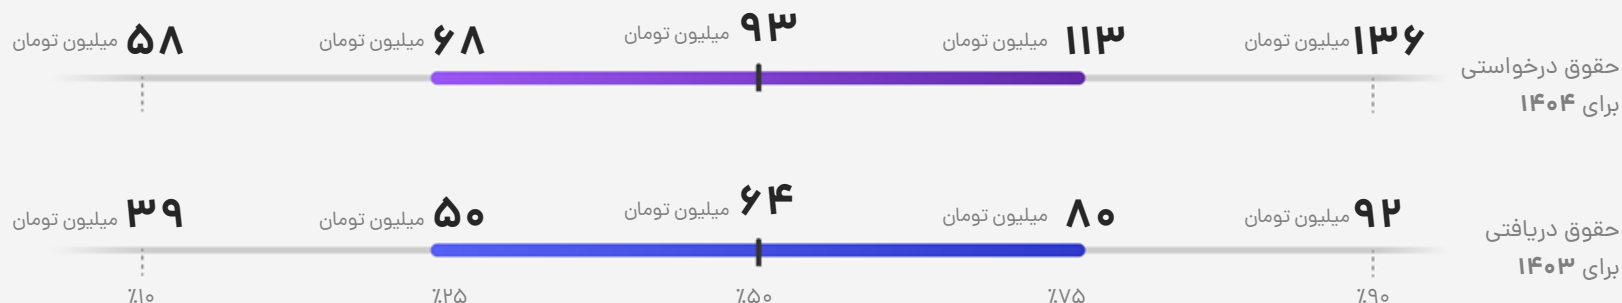 حقوق درخواستی
برای ۱۴۰۴
۱۳۶ میلیون تومان
۱۱۳ میلیون تومان
۹۳ میلیون تومان
۶۸ میلیون تومان
۵۸ میلیون تومان
حقوق دریافتی
برای ۱۴۰۳
۹۲ میلیون تومان
۸۰ میلیون تومان
۶۴ میلیون تومان
۵۰ میلیون تومان
۳۹ میلیون تومان
٪۹۰
٪۷۵
٪۵۰
٪۲۵
٪۱۰